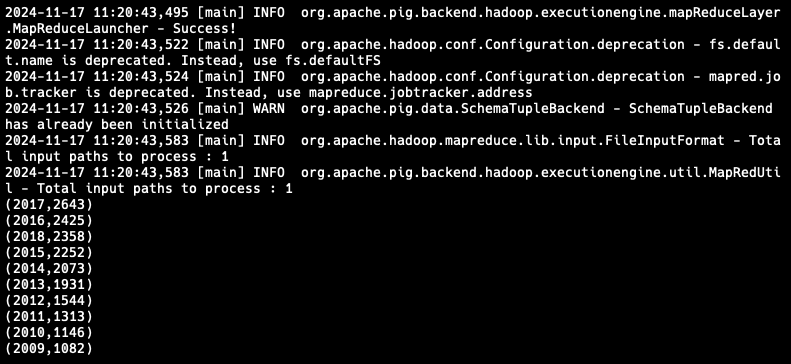 2024-11-17 11:20:43,495 [main] INFO  org.apache.pig.backend.hadoop.executionengine.mapReduceLayer
.MapReduceLauncher - Success!
2024-11-17 11:20:43,522 [main] INFO  org.apache.hadoop.conf.Configuration.deprecation - fs.defaul
t.name is deprecated. Instead, use fs.defaultFS
2024-11-17 11:20:43,524 [main] INFO  org.apache.hadoop.conf.Configuration.deprecation - mapred.jo
b.tracker is deprecated. Instead, use mapreduce.jobtracker.address
2024-11-17 11:20:43,526 [main] WARN  org.apache.pig.data.SchemaTupleBackend - SchemaTupleBackend
has already been initialized
2024-11-17 11:20:43,583 [main] INFO  org.apache.hadoop.mapreduce.lib.input.FileInputFormat - Tota
l input paths to process : 1
2024-11-17 11:20:43,583 [main] INFO  org.apache.pig.backend.hadoop.executionengine.util.MapRedUti
l - Total input paths to process : 1
(2017,2643)
(2016,2425)
(2018,2358)
(2015,2252)
(2014,2073)
(2013,1931)
(2012,1544)
(2011,1313)
(2010,1146)
(2009,1082)